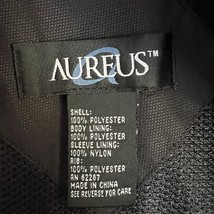 AUREUS™
SHELL:
100% POLYESTER
BODY LINING:
100% POLYESTER
SLEEVE LINING:
100% NYLON
RIB:
100% POLYESTER
RN 62267
MADE IN CHINA
SEE REVERSE FOR CARE